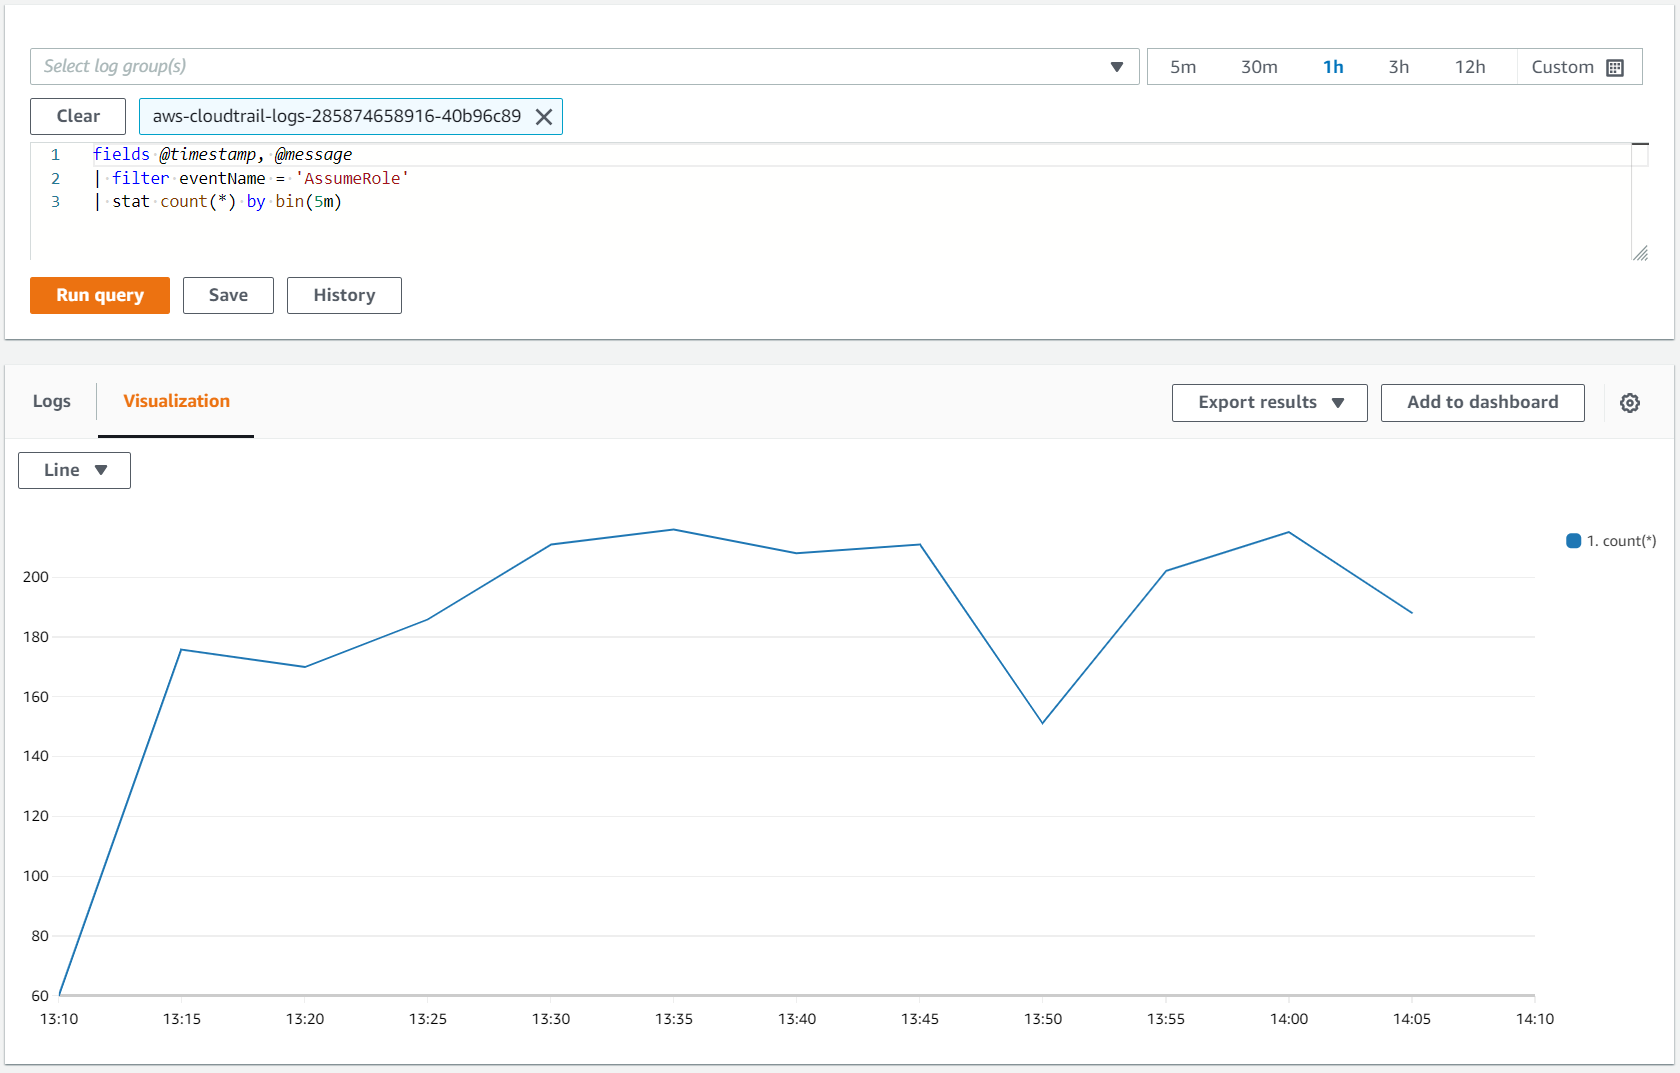 Select log group(s)
5m 30m 1h 3h 12h Custom
Clear aws-cloudtrail-logs-285874658916-40b96c89
1 fields @timestamp, @message
2 | filter eventName = 'AssumeRole'
3 | stat count(*) by bin(5m)
Run query Save History
Logs Visualization Export results Add to dashboard
Line
1. count(*)
200
180
160
140
120
100
80
60
13:10 13:15 13:20 13:25 13:30 13:35 13:40 13:45 13:50 13:55 14:00 14:05 14:10